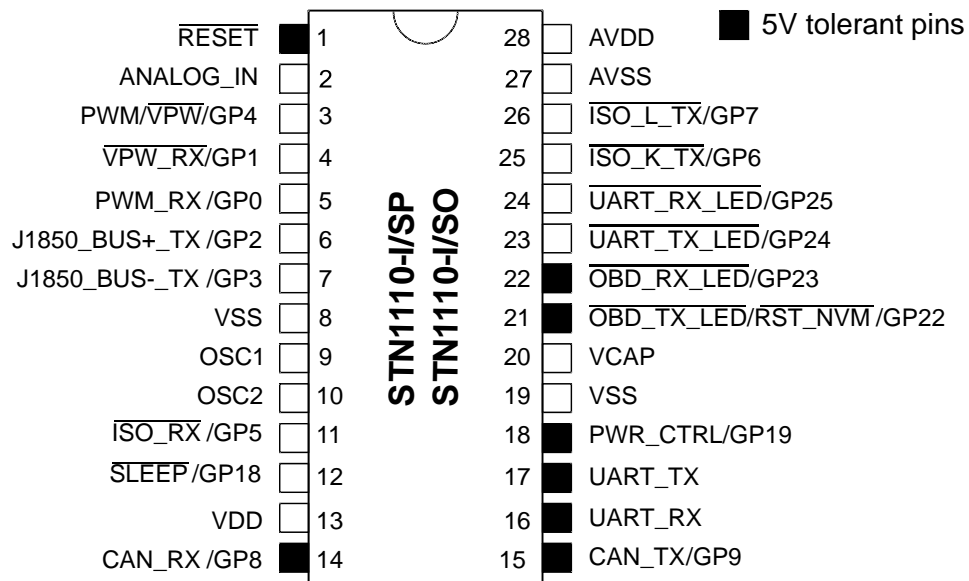 5V tolerant pins
RESET 1 28 AVDD
ANALOG_IN 2 27 AVSS
PWM/VPW/GP4 3 26 ISO_L_TX/GP7
VPW_RX/GP1 4 25 ISO_K_TX/GP6
PWM_RX /GP0 5 24 UART_RX_LED/GP25
J1850_BUS+_TX /GP2 6 23 UART_TX_LED/GP24
J1850_BUS-_TX /GP3 7 22 OBD_RX_LED/GP23
VSS 8 21 OBD_TX_LED/RST_NVM /GP22
OSC1 9 20 VCAP
OSC2 10 19 VSS
ISO_RX /GP5 11 18 PWR_CTRL/GP19
SLEEP /GP18 12 17 UART_TX
VDD 13 16 UART_RX
CAN_RX /GP8 14 15 CAN_TX/GP9
STN1110-I/SP
STN1110-I/SO